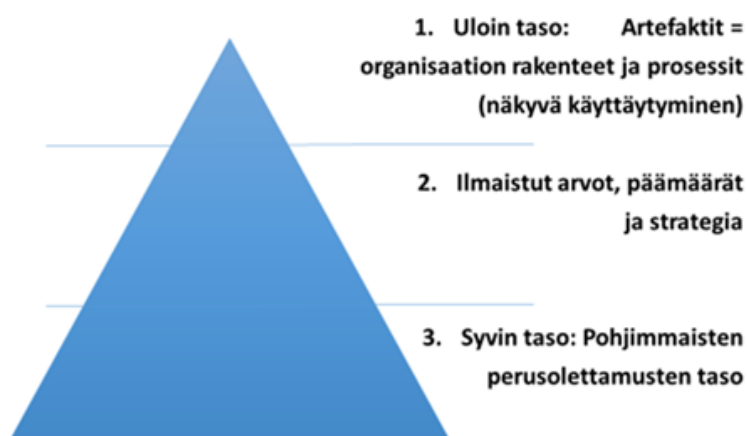 1. Uloin taso: Artefaktit =
organisaation rakenteet ja prosessit
(näkyvä käyttäytyminen)
2. Ilmaistut arvot, päämäärät
ja strategia
3. Syvin taso: Pohjimmaisten
perusolettamusten taso